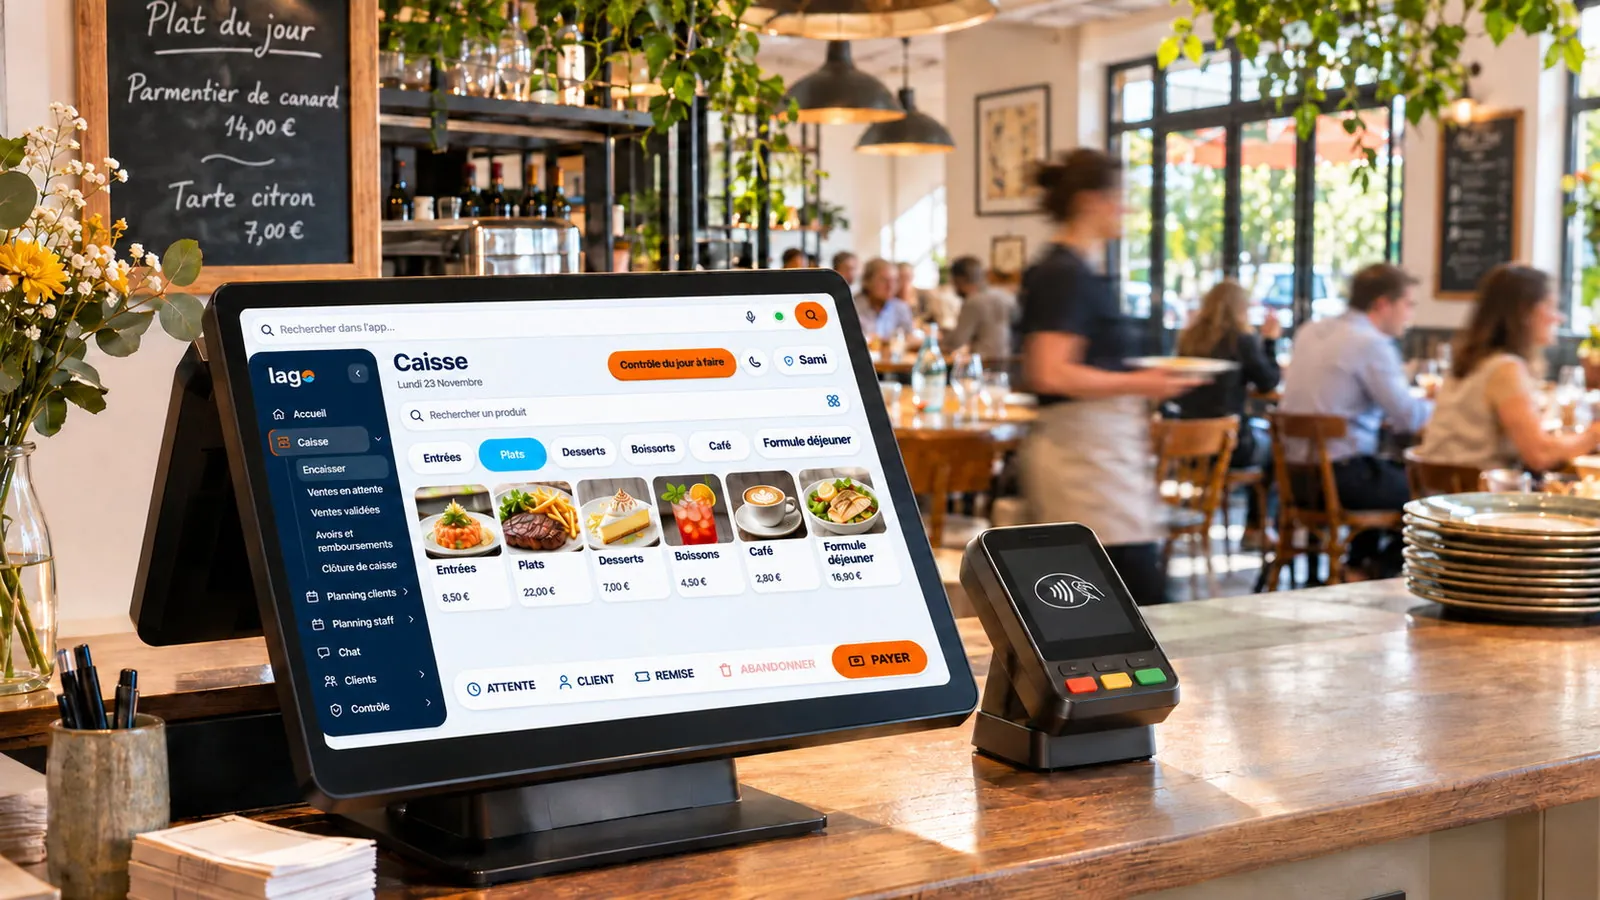 Plat du jour
Parmentier de canard
14,00 €
Tarte citron
7,00 €
Rechercher dans l'app...
lago
Accueil
Caisse
Encaisser
Ventes en attente
Ventes validées
Avoirs et
remboursements
Clôture de caisse
Planning clients
Planning staff
Chat
Clients
Contrôle
Caisse
Lundi 23 Novembre
Contrôle du jour à faire
Sami
Rechercher un produit
Entrées
Plats
Desserts
Boissorts
Café
Formule déjeuner
Entrées
8,50 €
Plats
22,00 €
Desserts
7,00 €
Boissons
4,50 €
Café
2,80 €
Formule
déjeuner
16,90 €
ATTENTE
CLIENT
REMISE
ABANDONNER
PAYER